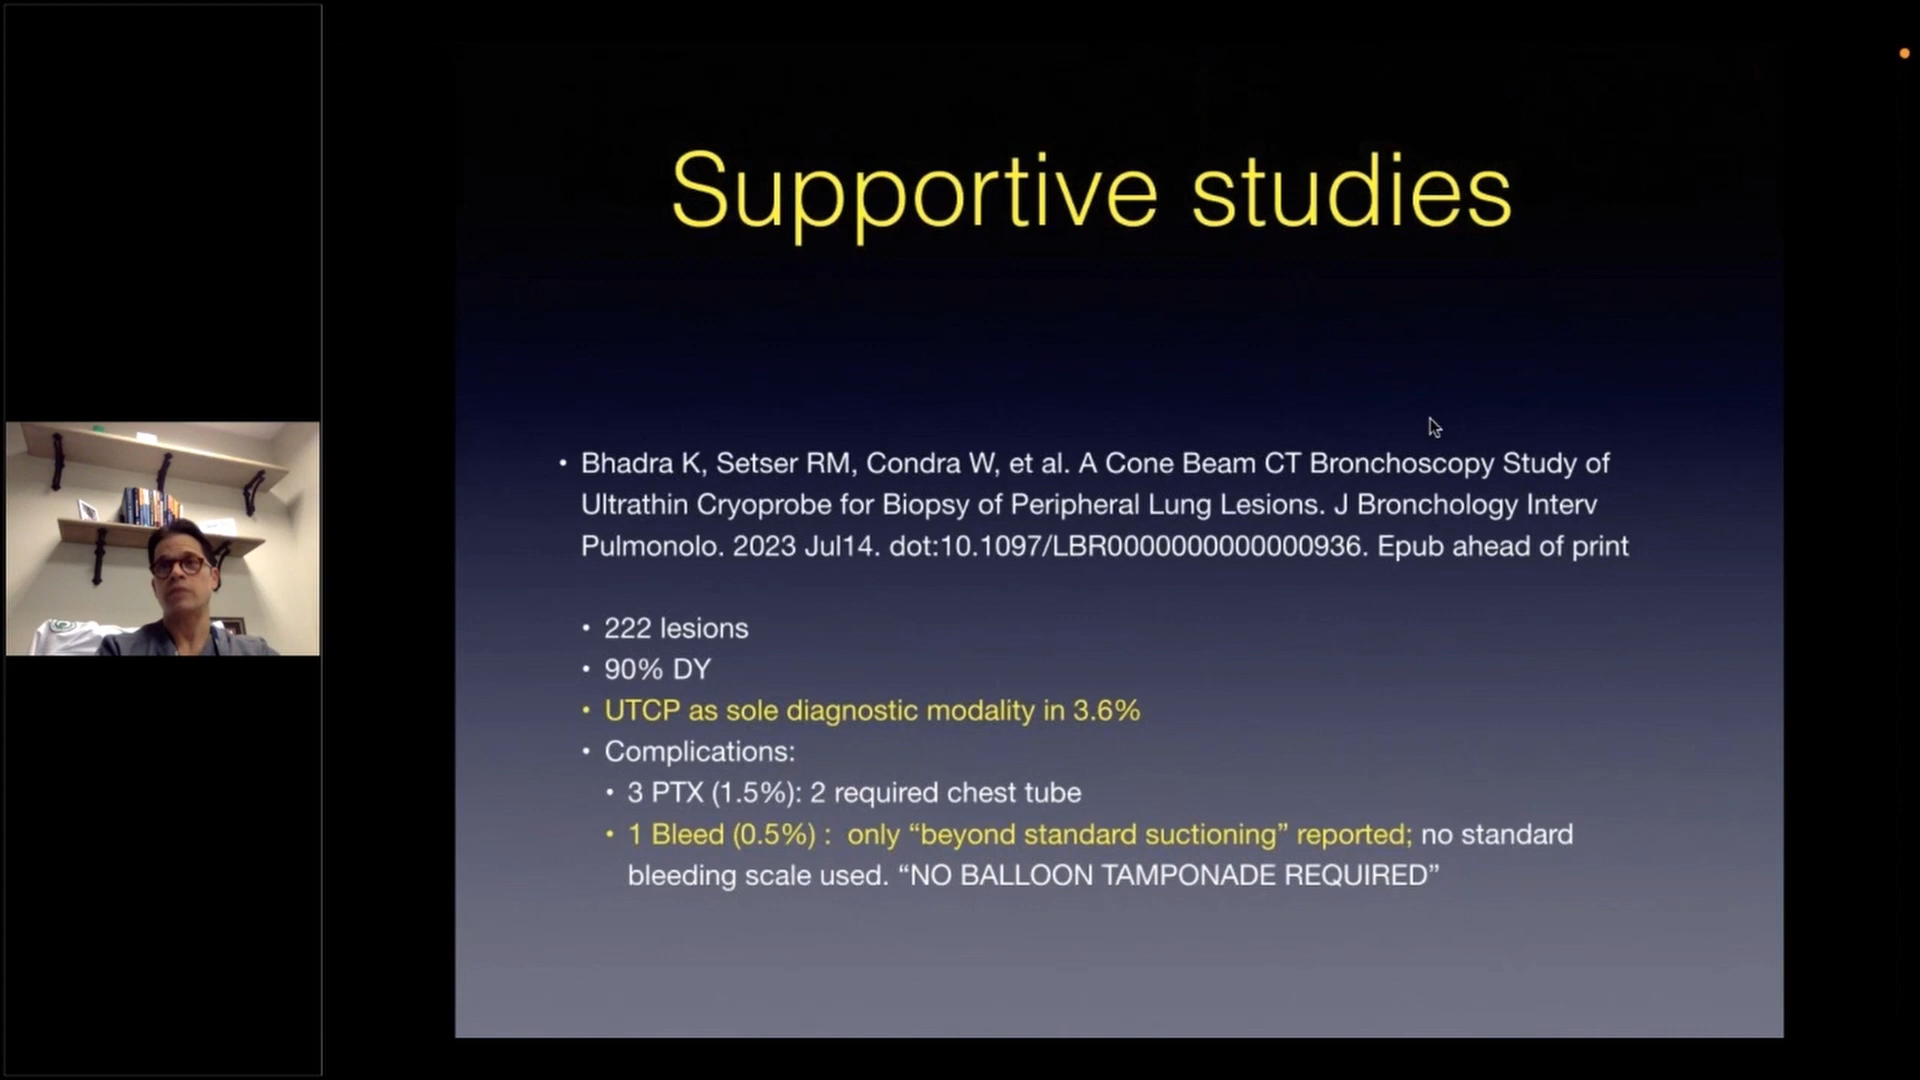 Supportive studies
• Bhadra K, Setser RM, Condra W, et al. A Cone Beam CT Bronchoscopy Study of
Ultrathin Cryoprobe for Biopsy of Peripheral Lung Lesions. J Bronchology Interv
Pulmonolo. 2023 Jul14. dot:10.1097/LBR0000000000000936. Epub ahead of print
• 222 lesions
• 90% DY
• UTCP as sole diagnostic modality in 3.6%
• Complications:
• 3 PTX (1.5%): 2 required chest tube
• 1 Bleed (0.5%) : only “beyond standard suctioning” reported; no standard
bleeding scale used. “NO BALLOON TAMPONADE REQUIRED”